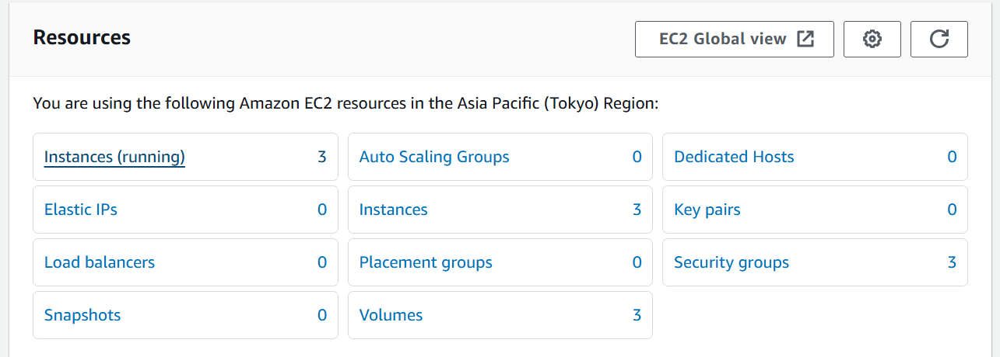 Resources
EC2 Global view
You are using the following Amazon EC2 resources in the Asia Pacific (Tokyo) Region:
Instances (running) 3
Auto Scaling Groups 0
Dedicated Hosts 0
Elastic IPs 0
Instances 3
Key pairs 0
Load balancers 0
Placement groups 0
Security groups 3
Snapshots 0
Volumes 3